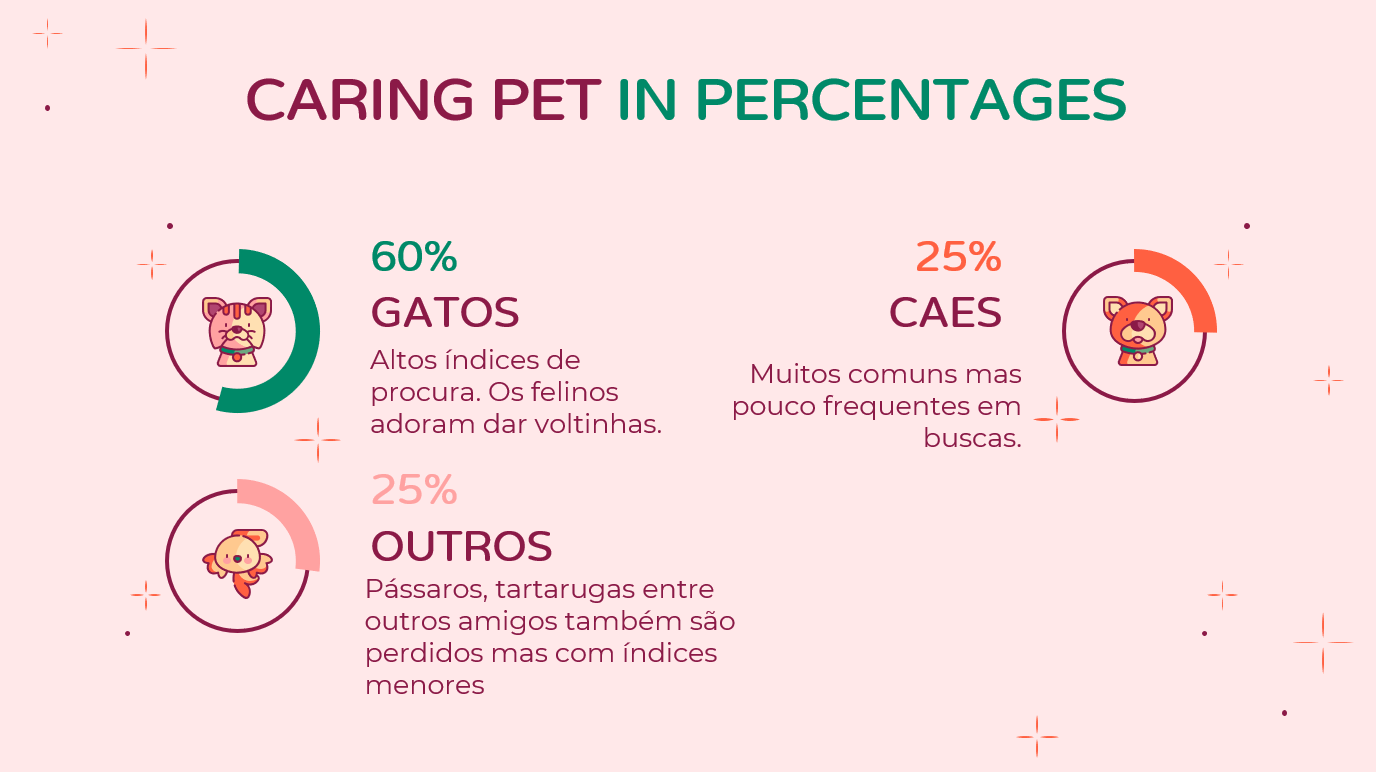 CARING PET IN PERCENTAGES
60%
GATOS
Altos índices de
procura. Os felinos
adoram dar voltinhas.
25%
CAES
Muitos comuns mas
pouco frequentes em
buscas.
25%
OUTROS
Pássaros, tartarugas entre
outros amigos também são
perdidos mas com índices
menores